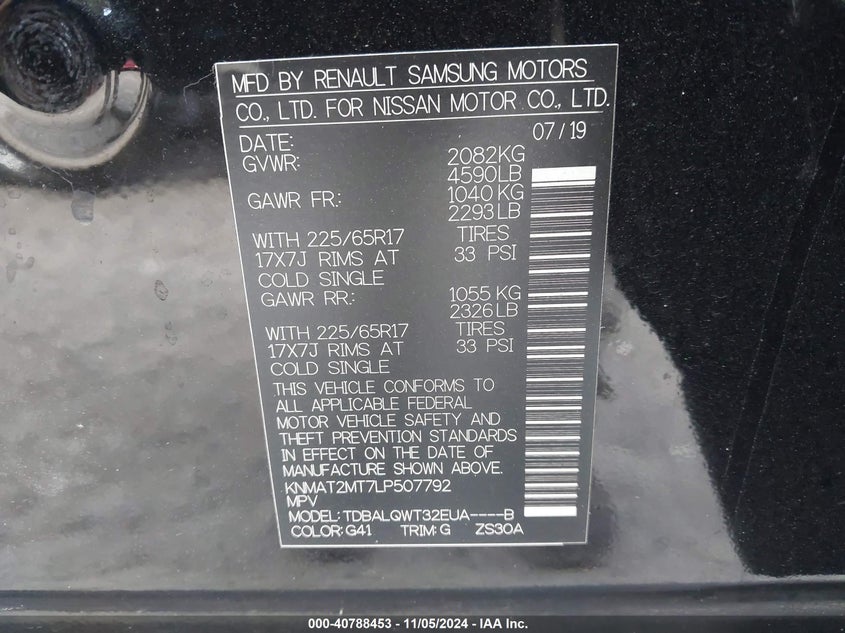 MFD BY RENAULT SAMSUNG MOTORS
CO., LTD. FOR NISSAN MOTOR CO., LTD.
DATE: 07/19
GVWR: 2082KG
4590LB
GAWR FR: 1040KG
2293LB
WITH 225/65R17 TIRES
17X7J RIMS AT 33 PSI
COLD SINGLE
GAWR RR: 1055 KG
2326LB
WITH 225/65R17 TIRES
17X7J RIMS AT 33 PSI
COLD SINGLE
THIS VEHICLE CONFORMS TO
ALL APPLICABLE FEDERAL
MOTOR VEHICLE SAFETY AND
THEFT PREVENTION STANDARDS
IN EFFECT ON THE DATE OF
MANUFACTURE SHOWN ABOVE.
KNMAT2MT7LP507792
MPV
MODEL: TDBALQWT32EUA----B
COLOR: G41 TRIM: G ZS30A
000-40788453 - 11/05/2024 - IAA Inc.